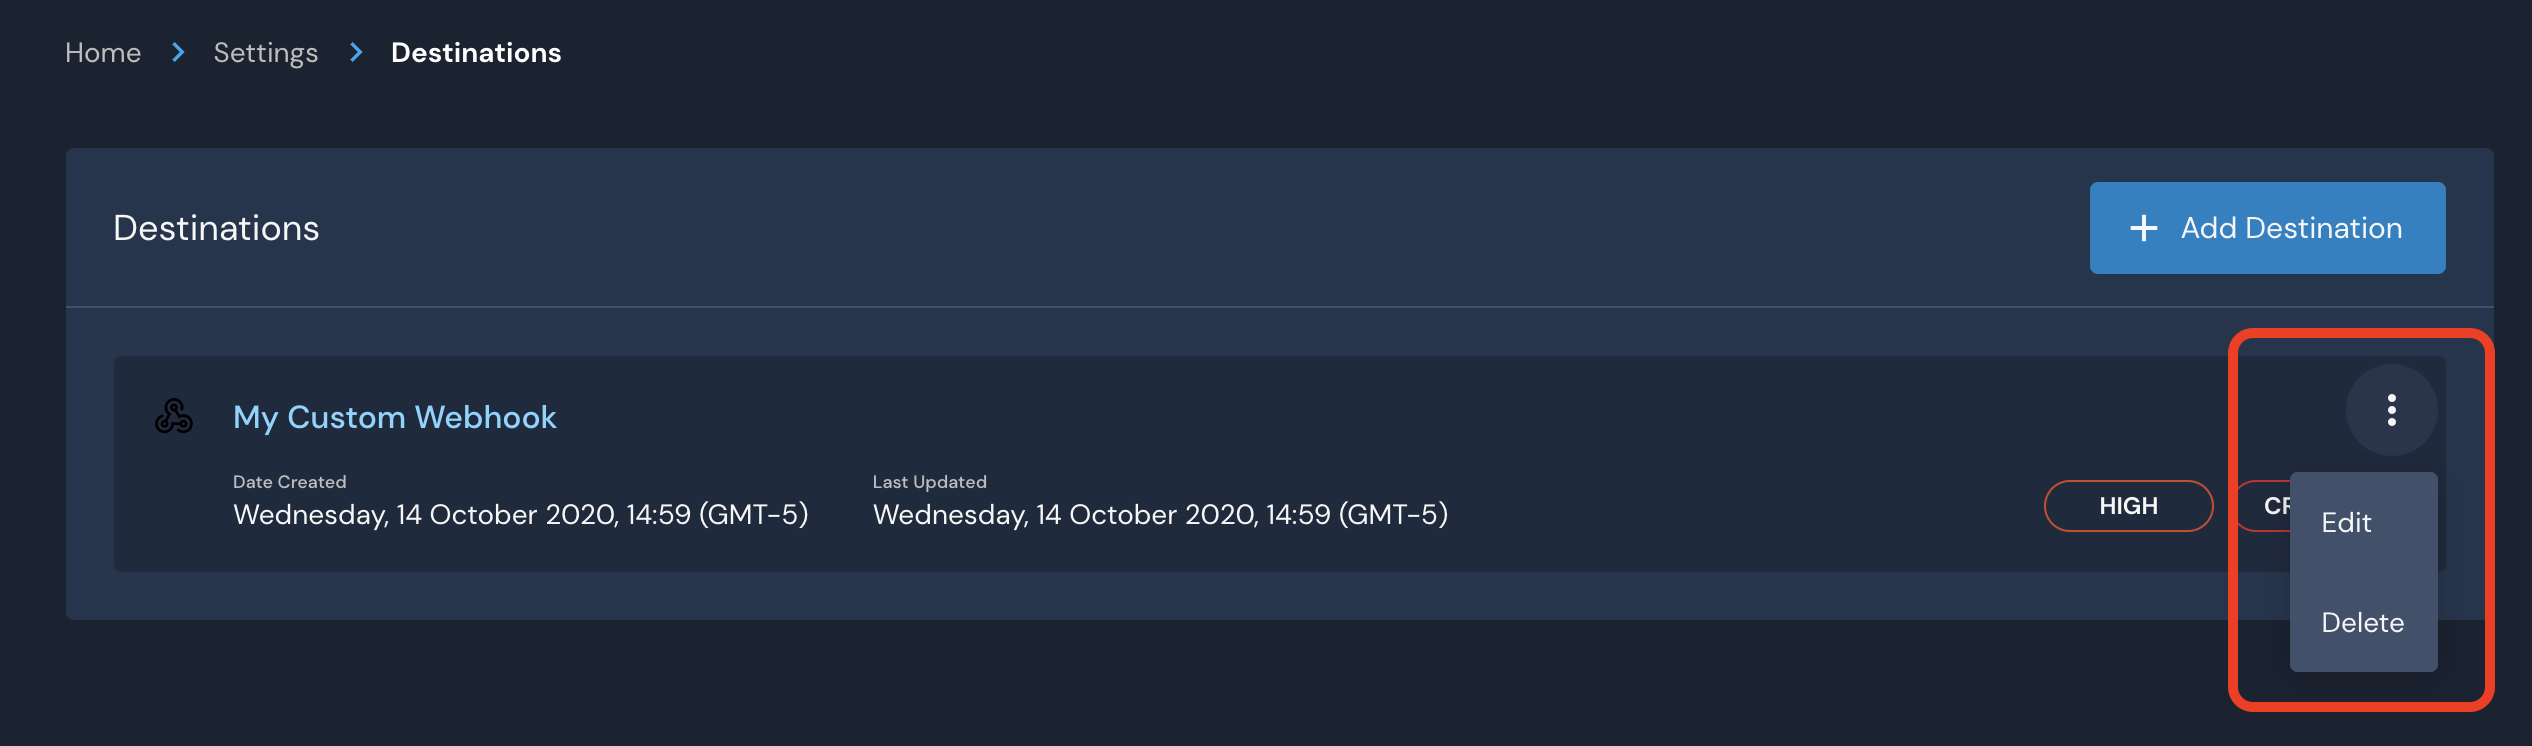 Home > Settings > Destinations
Destinations
+ Add Destination
My Custom Webhook
Date Created
Wednesday, 14 October 2020, 14:59 (GMT-5)
Last Updated
Wednesday, 14 October 2020, 14:59 (GMT-5)
HIGH
Edit
Delete